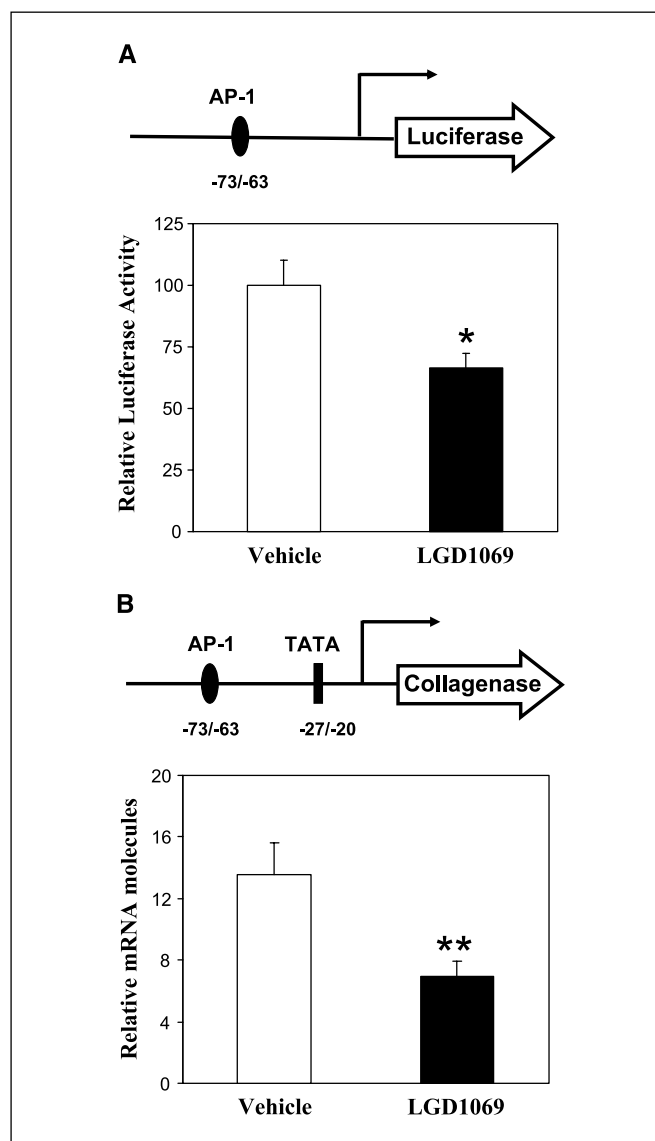 A
AP-1
Luciferase
-73/-63
Relative Luciferase Activity
125
100
75
50
25
0
*
Vehicle LGD1069
B
AP-1 TATA
Collagenase
-73/-63 -27/-20
Relative mRNA molecules
20
16
12
8
4
0
**
Vehicle LGD1069